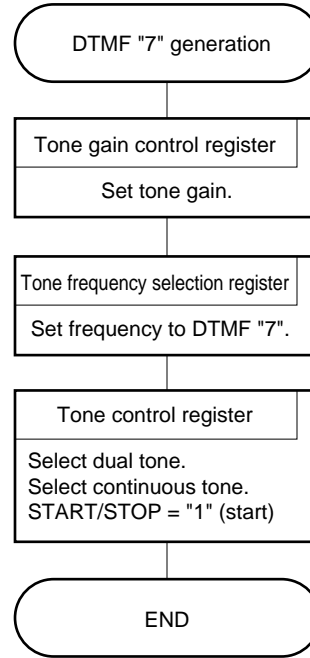 DTMF "7" generation
Tone gain control register
Set tone gain.
Tone frequency selection register
Set frequency to DTMF "7".
Tone control register
Select dual tone.
Select continuous tone.
START/STOP = "1" (start)
END